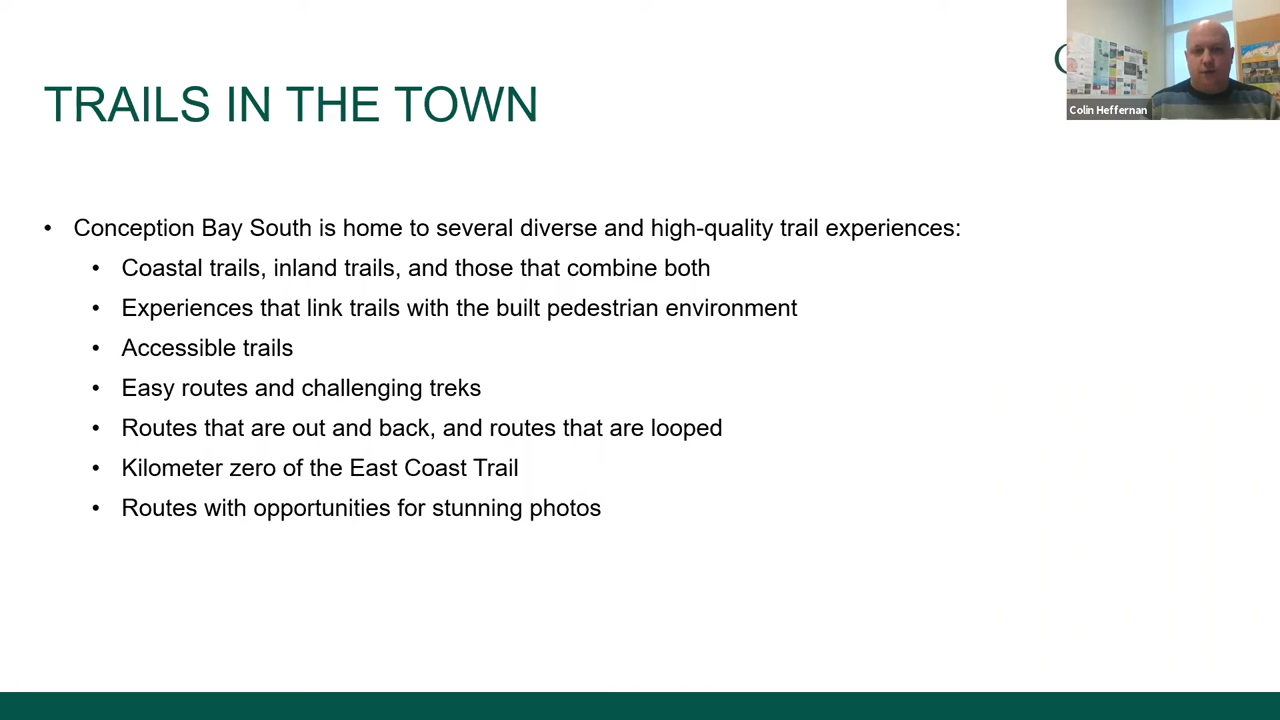 TRAILS IN THE TOWN
Colin Heffernan
• Conception Bay South is home to several diverse and high-quality trail experiences:
• Coastal trails, inland trails, and those that combine both
• Experiences that link trails with the built pedestrian environment
• Accessible trails
• Easy routes and challenging treks
• Routes that are out and back, and routes that are looped
• Kilometer zero of the East Coast Trail
• Routes with opportunities for stunning photos